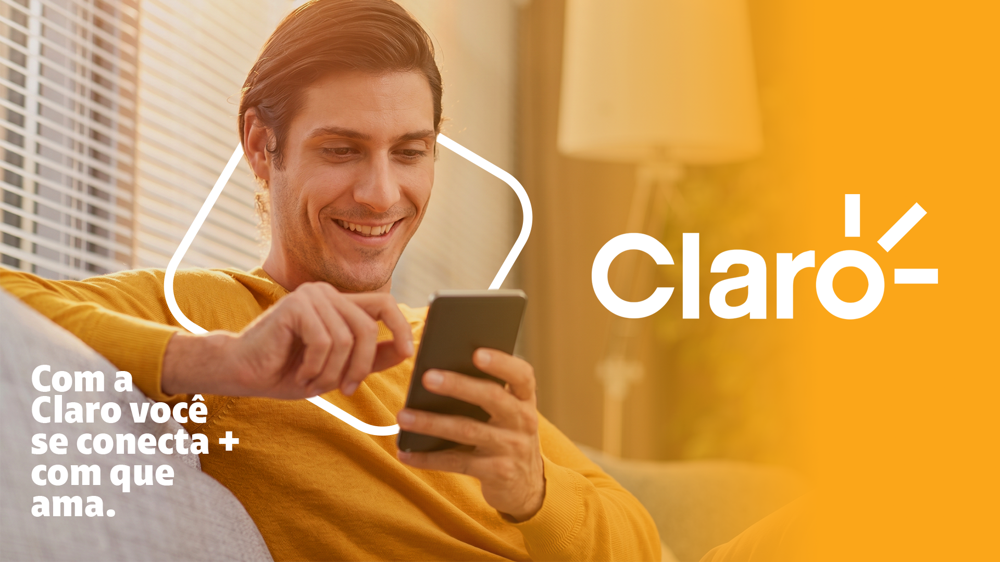 Com a
Claro você
se conecta +
com que
ama.
Claro